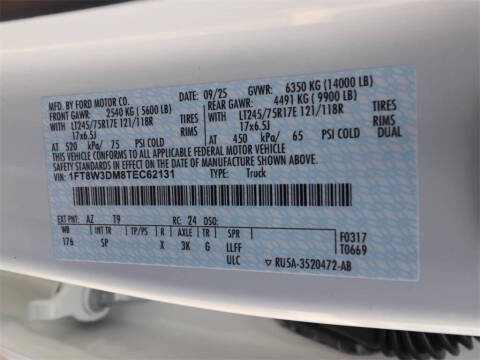 MFD. BY FORD MOTOR CO. DATE: 09/25 GVWR: 6350 KG (14000 LB)
FRONT GAWR: 2540 KG (5600 LB) REAR GAWR: 4491 KG (9900 LB)
WITH LT245/75R17E 121/118R TIRES WITH LT245/75R17E 121/118R TIRES
17x6.5J RIMS 17x6.5J RIMS
AT 520 kPa/ 75 PSI COLD AT 450 kPa/ 65 PSI COLD DUAL
THIS VEHICLE CONFORMS TO ALL APPLICABLE FEDERAL MOTOR VEHICLE
SAFETY STANDARDS IN EFFECT ON THE DATE OF MANUFACTURE SHOWN ABOVE.
VIN: 1FT8W3DM8TEC62131 TYPE: Truck
EXT PNT: AZ T9 RC: 24 DSO:
WB INT TR TP/PS R AXLE TR SPR F0317
176 SP X 3K G LLFF T0669
ULC ▽ RU5A-3520472-AB